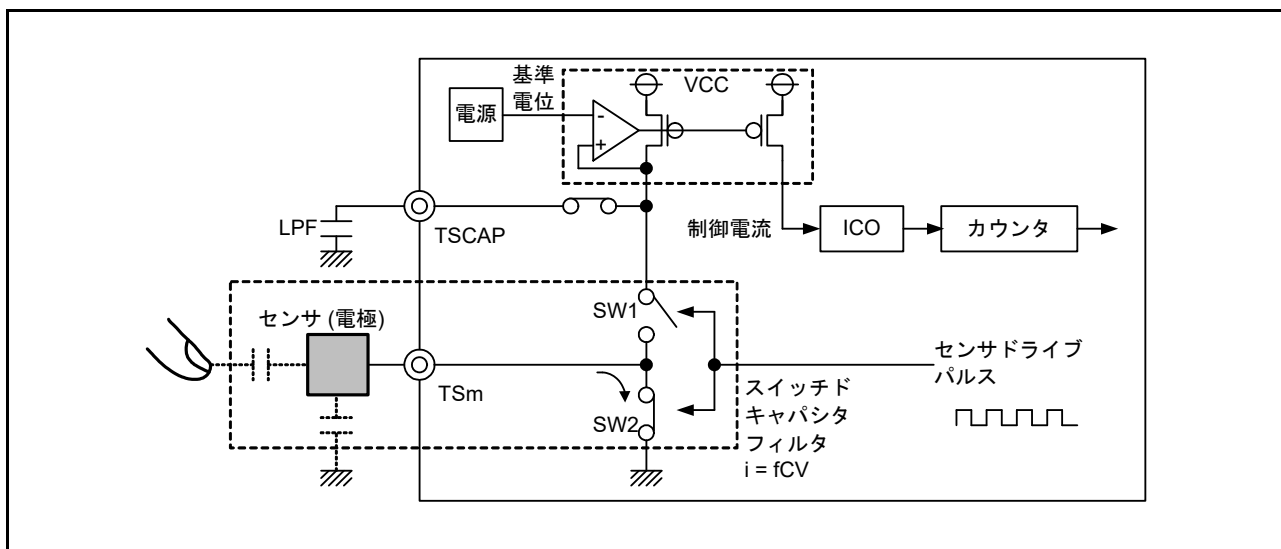 基準
電位
VCC
電源
-
+
LPF
TSCAP
制御電流
ICO
カウンタ
センサ (電極)
SW1
TSm
SW2
センサドライブ
パルス
スイッチド
キャパシタ
フィルタ
i = fCV